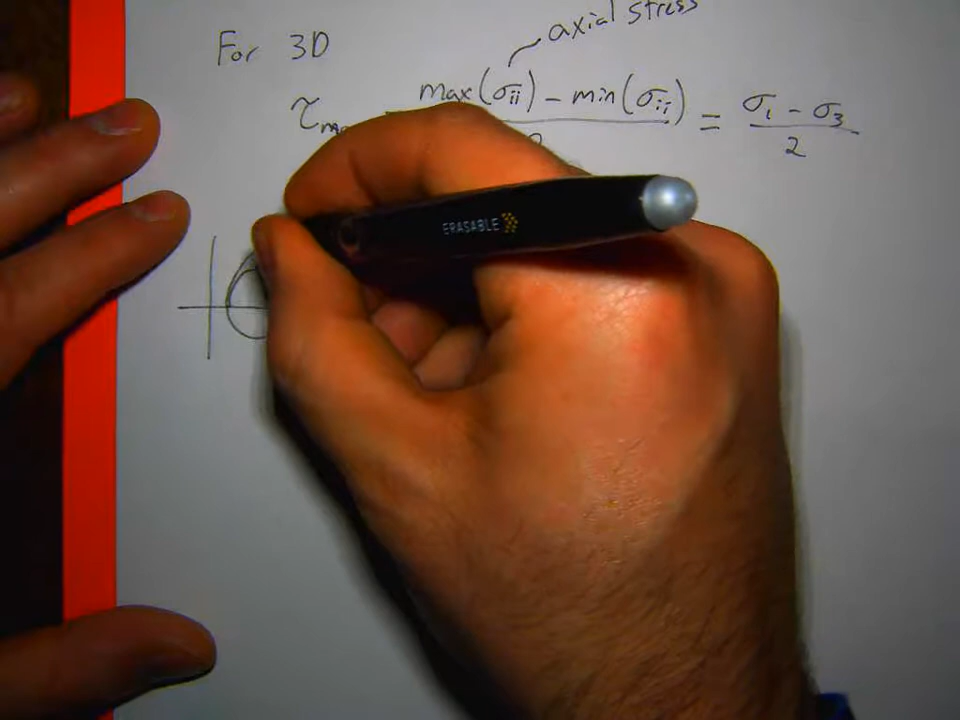 axial stress
For 3D
max(σii) - min(σii) = σ1 - σ3
2
ERASABLE